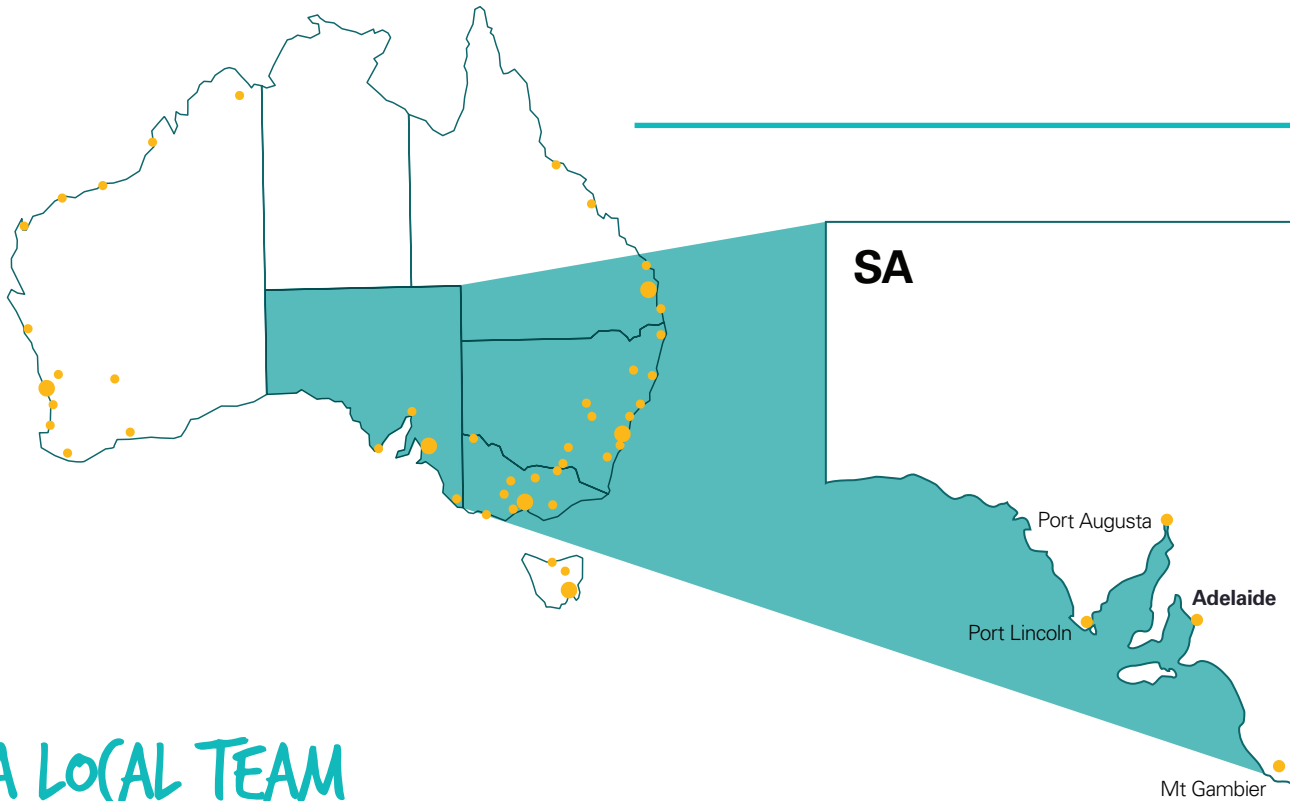 SA
Port Augusta
Adelaide
Port Lincoln
Mt Gambier
A LOCAL TEAM